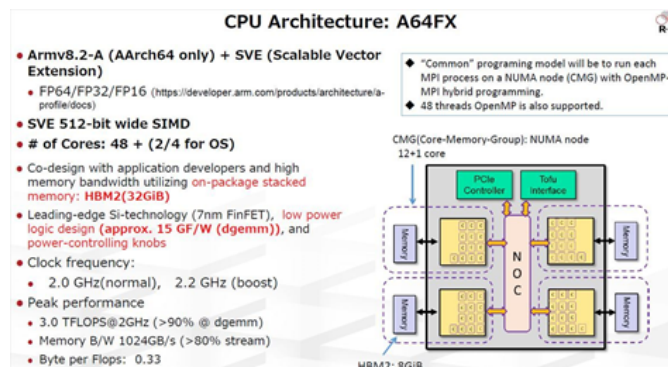 CPU Architecture: A64FX
R-
• Armv8.2-A (AArch64 only) + SVE (Scalable Vector
Extension)
• FP64/FP32/FP16 (https://developer.arm.com/products/architecture/a-
profile/docs)
• SVE 512-bit wide SIMD
• # of Cores: 48 + (2/4 for OS)
• Co-design with application developers and high
memory bandwidth utilizing on-package stacked
memory: HBM2(32GiB)
• Leading-edge Si-technology (7nm FinFET), low power
logic design (approx. 15 GF/W (dgemm)), and
power-controlling knobs
• Clock frequency:
• 2.0 GHz(normal), 2.2 GHz (boost)
• Peak performance
• 3.0 TFLOPS@2GHz (>90% @ dgemm)
• Memory B/W 1024GB/s (>80% stream)
• Byte per Flops: 0.33
◆ “Common” programing model will to be run each
MPI process on a NUMA node (CMG) with OpenMP-
MPI hybrid programming.
◆ 48 threads OpenMP is also supported.
CMG(Core-Memory-Group): NUMA node
12+1 core
PCIe
Controller
Tofu
Interface
Memory
Memory
NOC
Memory
Memory
HBM2: 8GiB